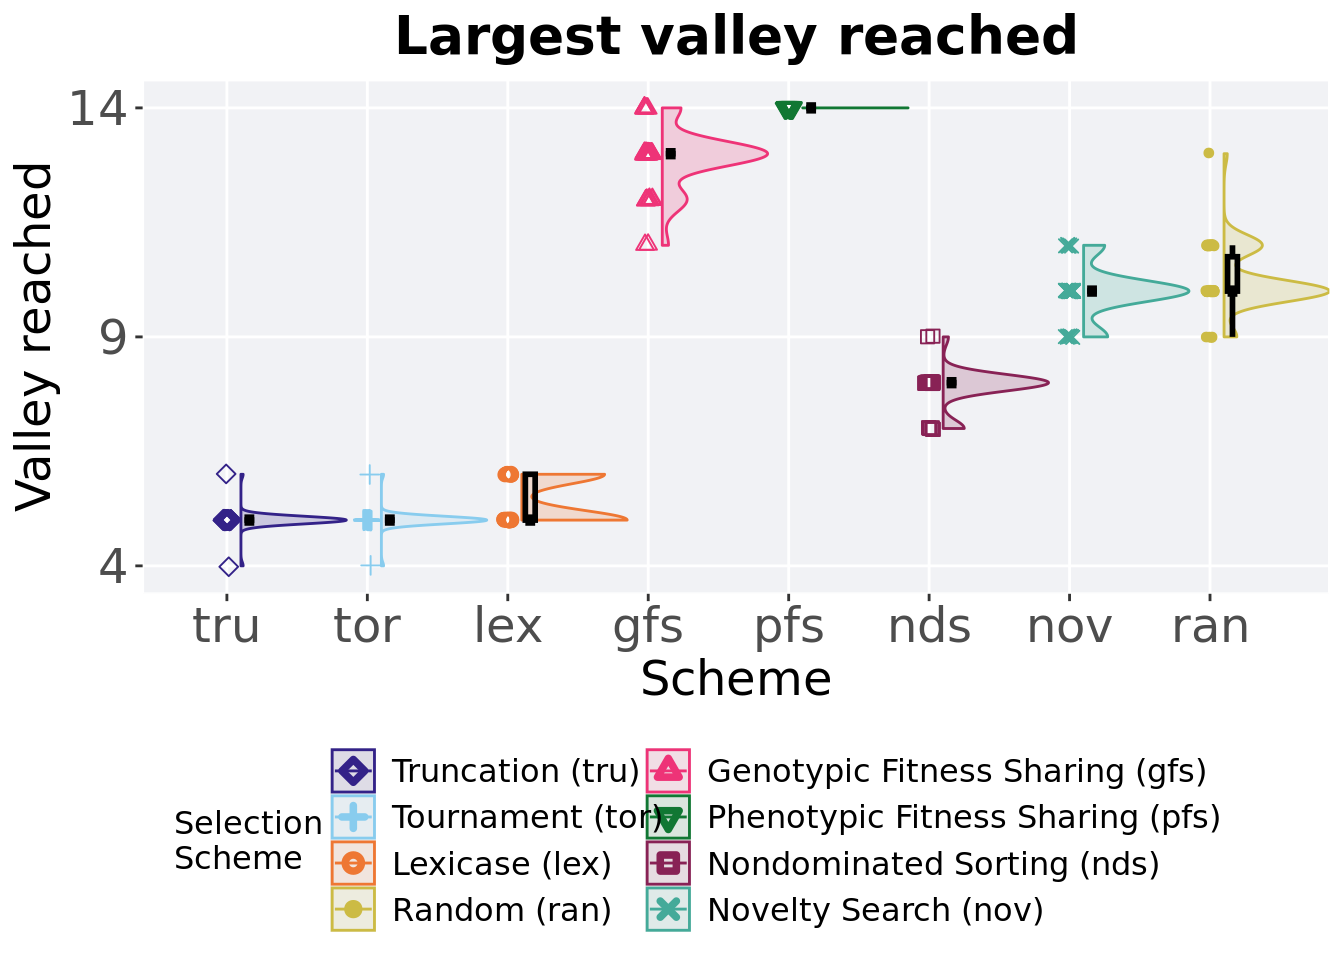 Largest valley reached
Valley reached
14
9
4
tru tor lex gfs pfs nds nov ran
Scheme
Selection
Scheme
Truncation (tru)
Tournament (tor)
Lexicase (lex)
Random (ran)
Genotypic Fitness Sharing (gfs)
Phenotypic Fitness Sharing (pfs)
Nondominated Sorting (nds)
Novelty Search (nov)